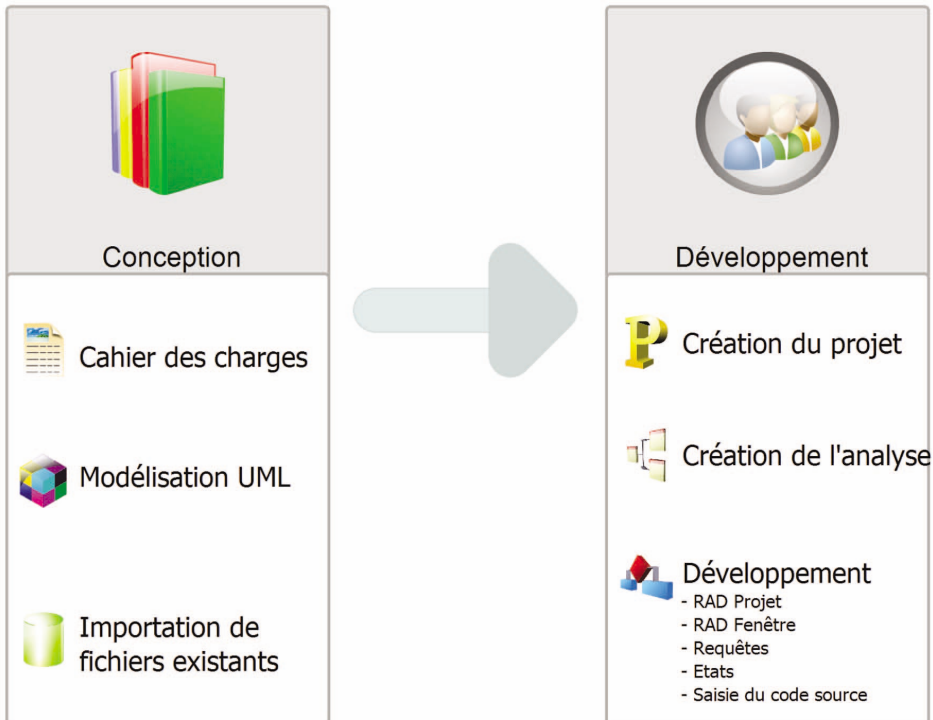 Conception
Cahier des charges
Modélisation UML
Importation de
fichiers existants
Développement
Création du projet
Création de l'analyse
Développement
- RAD Projet
- RAD Fenêtre
- Requêtes
- Etats
- Saisie du code source